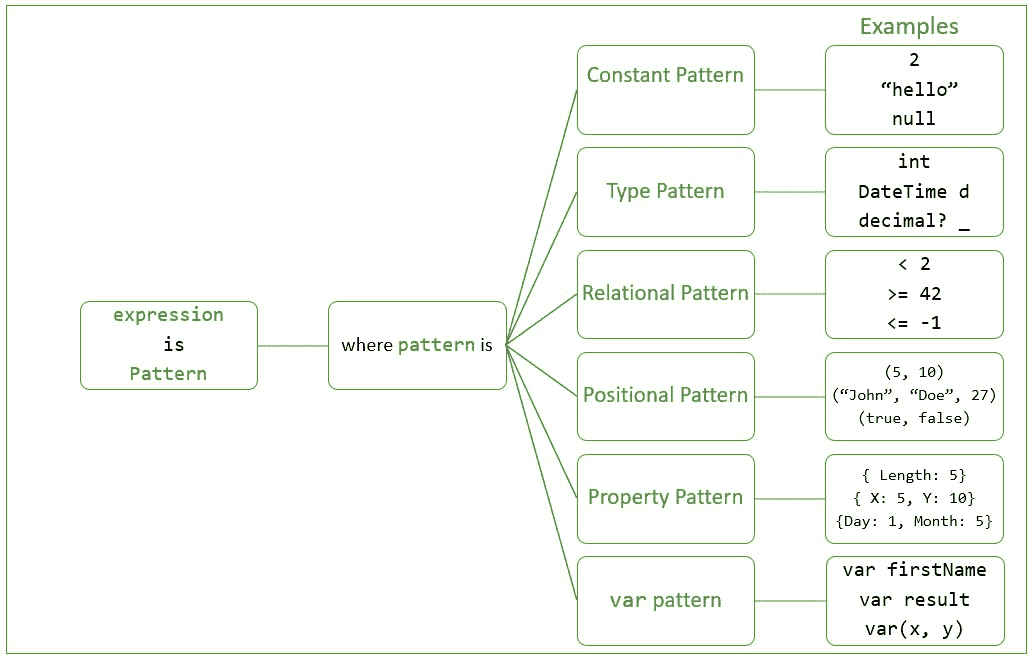 Examples
expression
is
Pattern
where pattern is
Constant Pattern
2
“hello”
null
Type Pattern
int
DateTime d
decimal? _
Relational Pattern
< 2
>= 42
<= -1
Positional Pattern
(5, 10)
(“John”, “Doe”, 27)
(true, false)
Property Pattern
{ Length: 5}
{ X: 5, Y: 10}
{Day: 1, Month: 5}
var pattern
var firstName
var result
var(x, y)